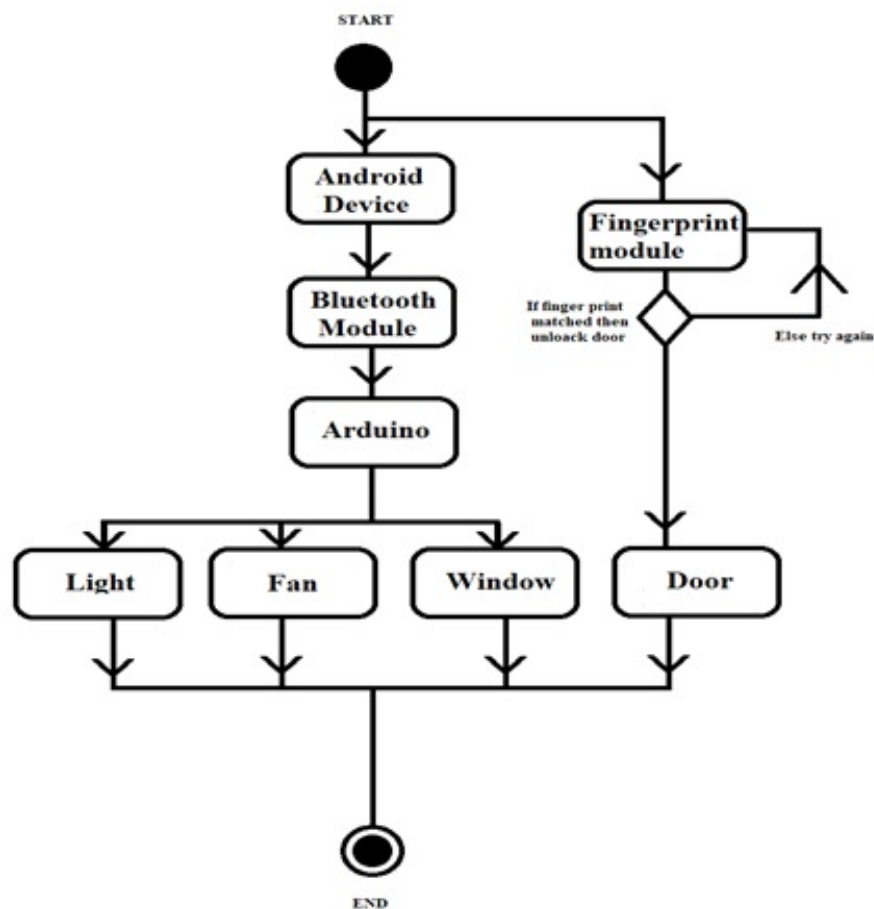 START
Android
Device
Fingerprint
module
Bluetooth
Module
If finger print
matched then
unloack door
Else try again
Arduino
Light
Fan
Window
Door
END